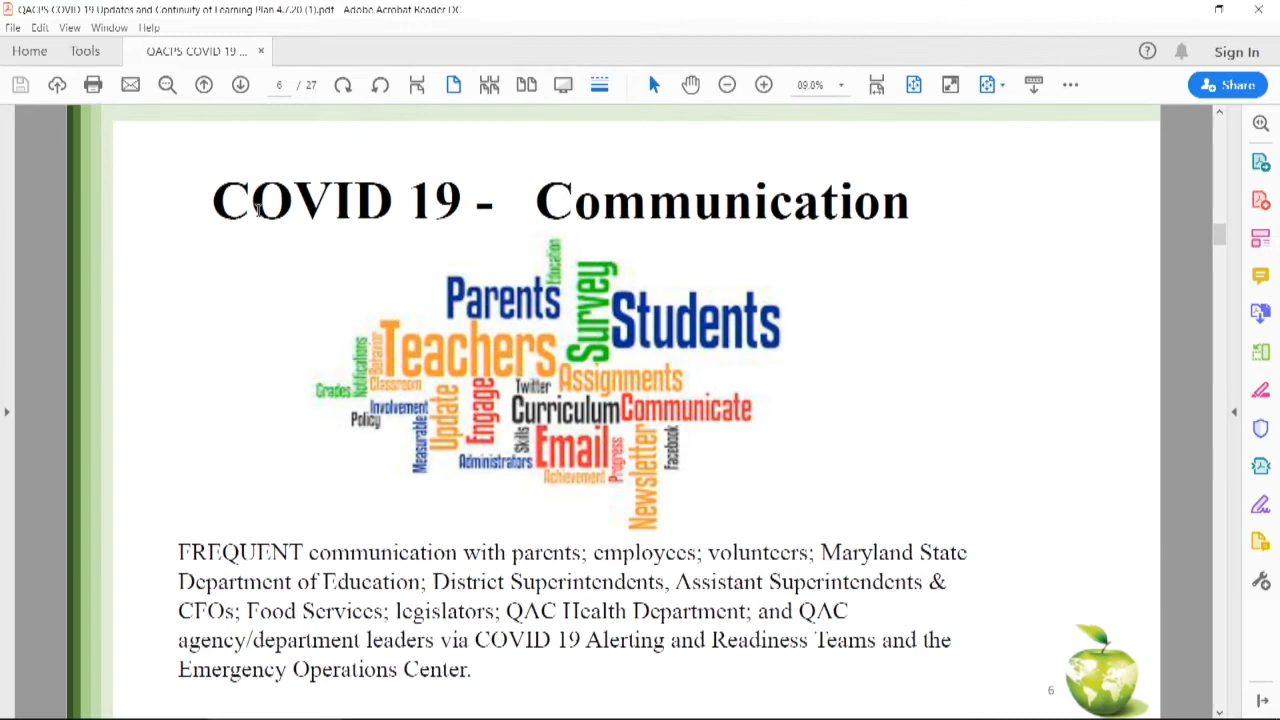 QACPS COVID 19 Updates and Continuity of Learning Plan 4.7.20.(1).pdf - Adobe Acrobat Reader DC
File Edit View Window Help
Home Tools QACPS COVID 19 ... × Sign In
6 / 27 89.8% Share
COVID 19 - Communication
Education
Parents
Survey
Students
Teachers
Behavior
Notifications
Grades
Classroom
Twitter
Assignments
Involvement
Policy
Update
Engage
Curriculum
Communicate
Measurable
Skills
Email
Administrators
Achievement
Progress
Newsletter
Facebook
FREQUENT communication with parents; employees; volunteers; Maryland State
Department of Education; District Superintendents, Assistant Superintendents &
CFOs; Food Services; legislators; QAC Health Department; and QAC
agency/department leaders via COVID 19 Alerting and Readiness Teams and the
Emergency Operations Center.
6